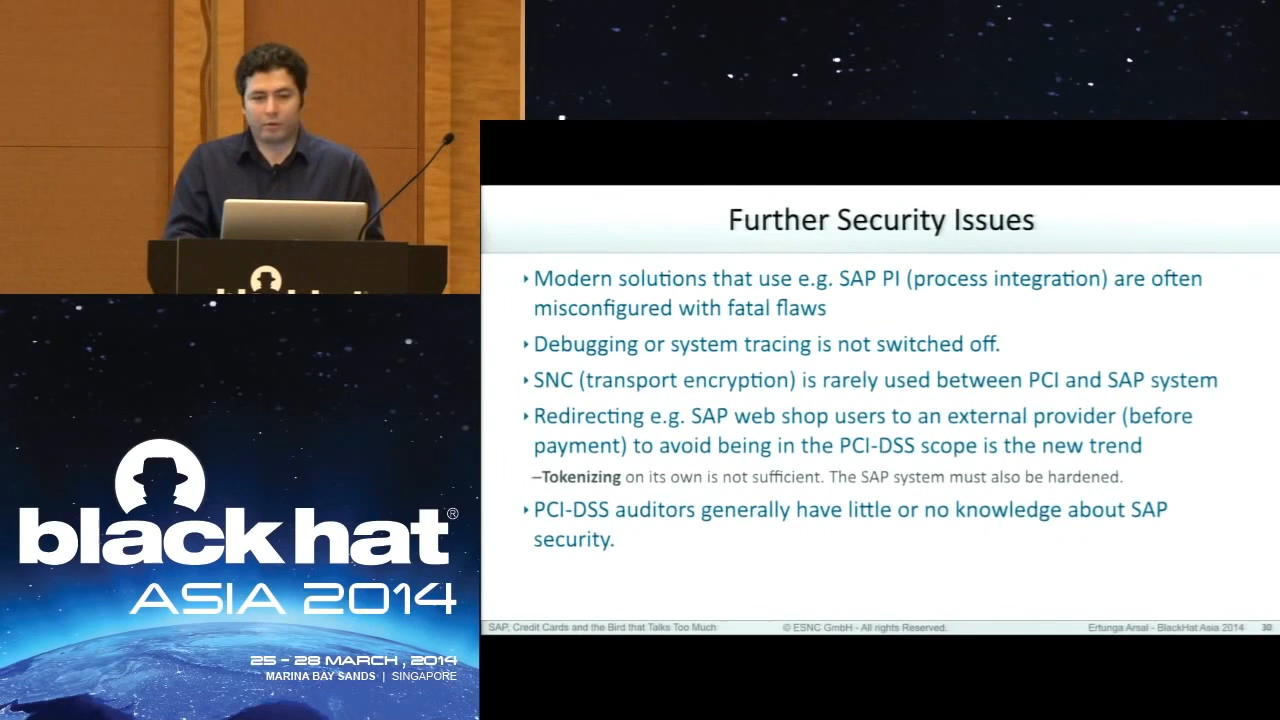 Further Security Issues
‣ Modern solutions that use e.g. SAP PI (process integration) are often
misconfigured with fatal flaws
‣ Debugging or system tracing is not switched off.
‣ SNC (transport encryption) is rarely used between PCI and SAP system
‣ Redirecting e.g. SAP web shop users to an external provider (before
payment) to avoid being in the PCI-DSS scope is the new trend
–Tokenizing on its own is not sufficient. The SAP system must also be hardened.
‣ PCI-DSS auditors generally have little or no knowledge about SAP
security.
SAP, Credit Cards and the Bird that Talks Too Much © ESNC GmbH - All rights Reserved. Ertunga Arsal - BlackHat Asia 2014 30
black hat
black hat®
ASIA 2014
25 - 28 MARCH, 2014
MARINA BAY SANDS | SINGAPORE